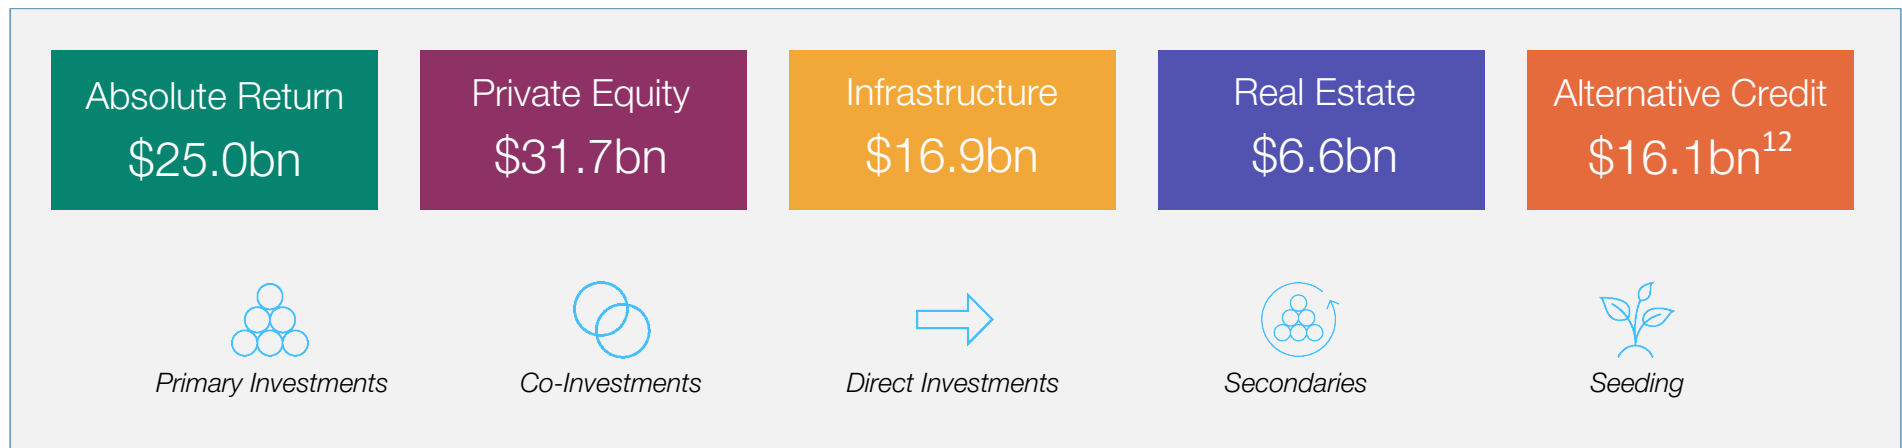 Absolute Return
$25.0bn
Private Equity
$31.7bn
Infrastructure
$16.9bn
Real Estate
$6.6bn
Alternative Credit
$16.1bn¹²
Primary Investments
Co-Investments
Direct Investments
Secondaries
Seeding